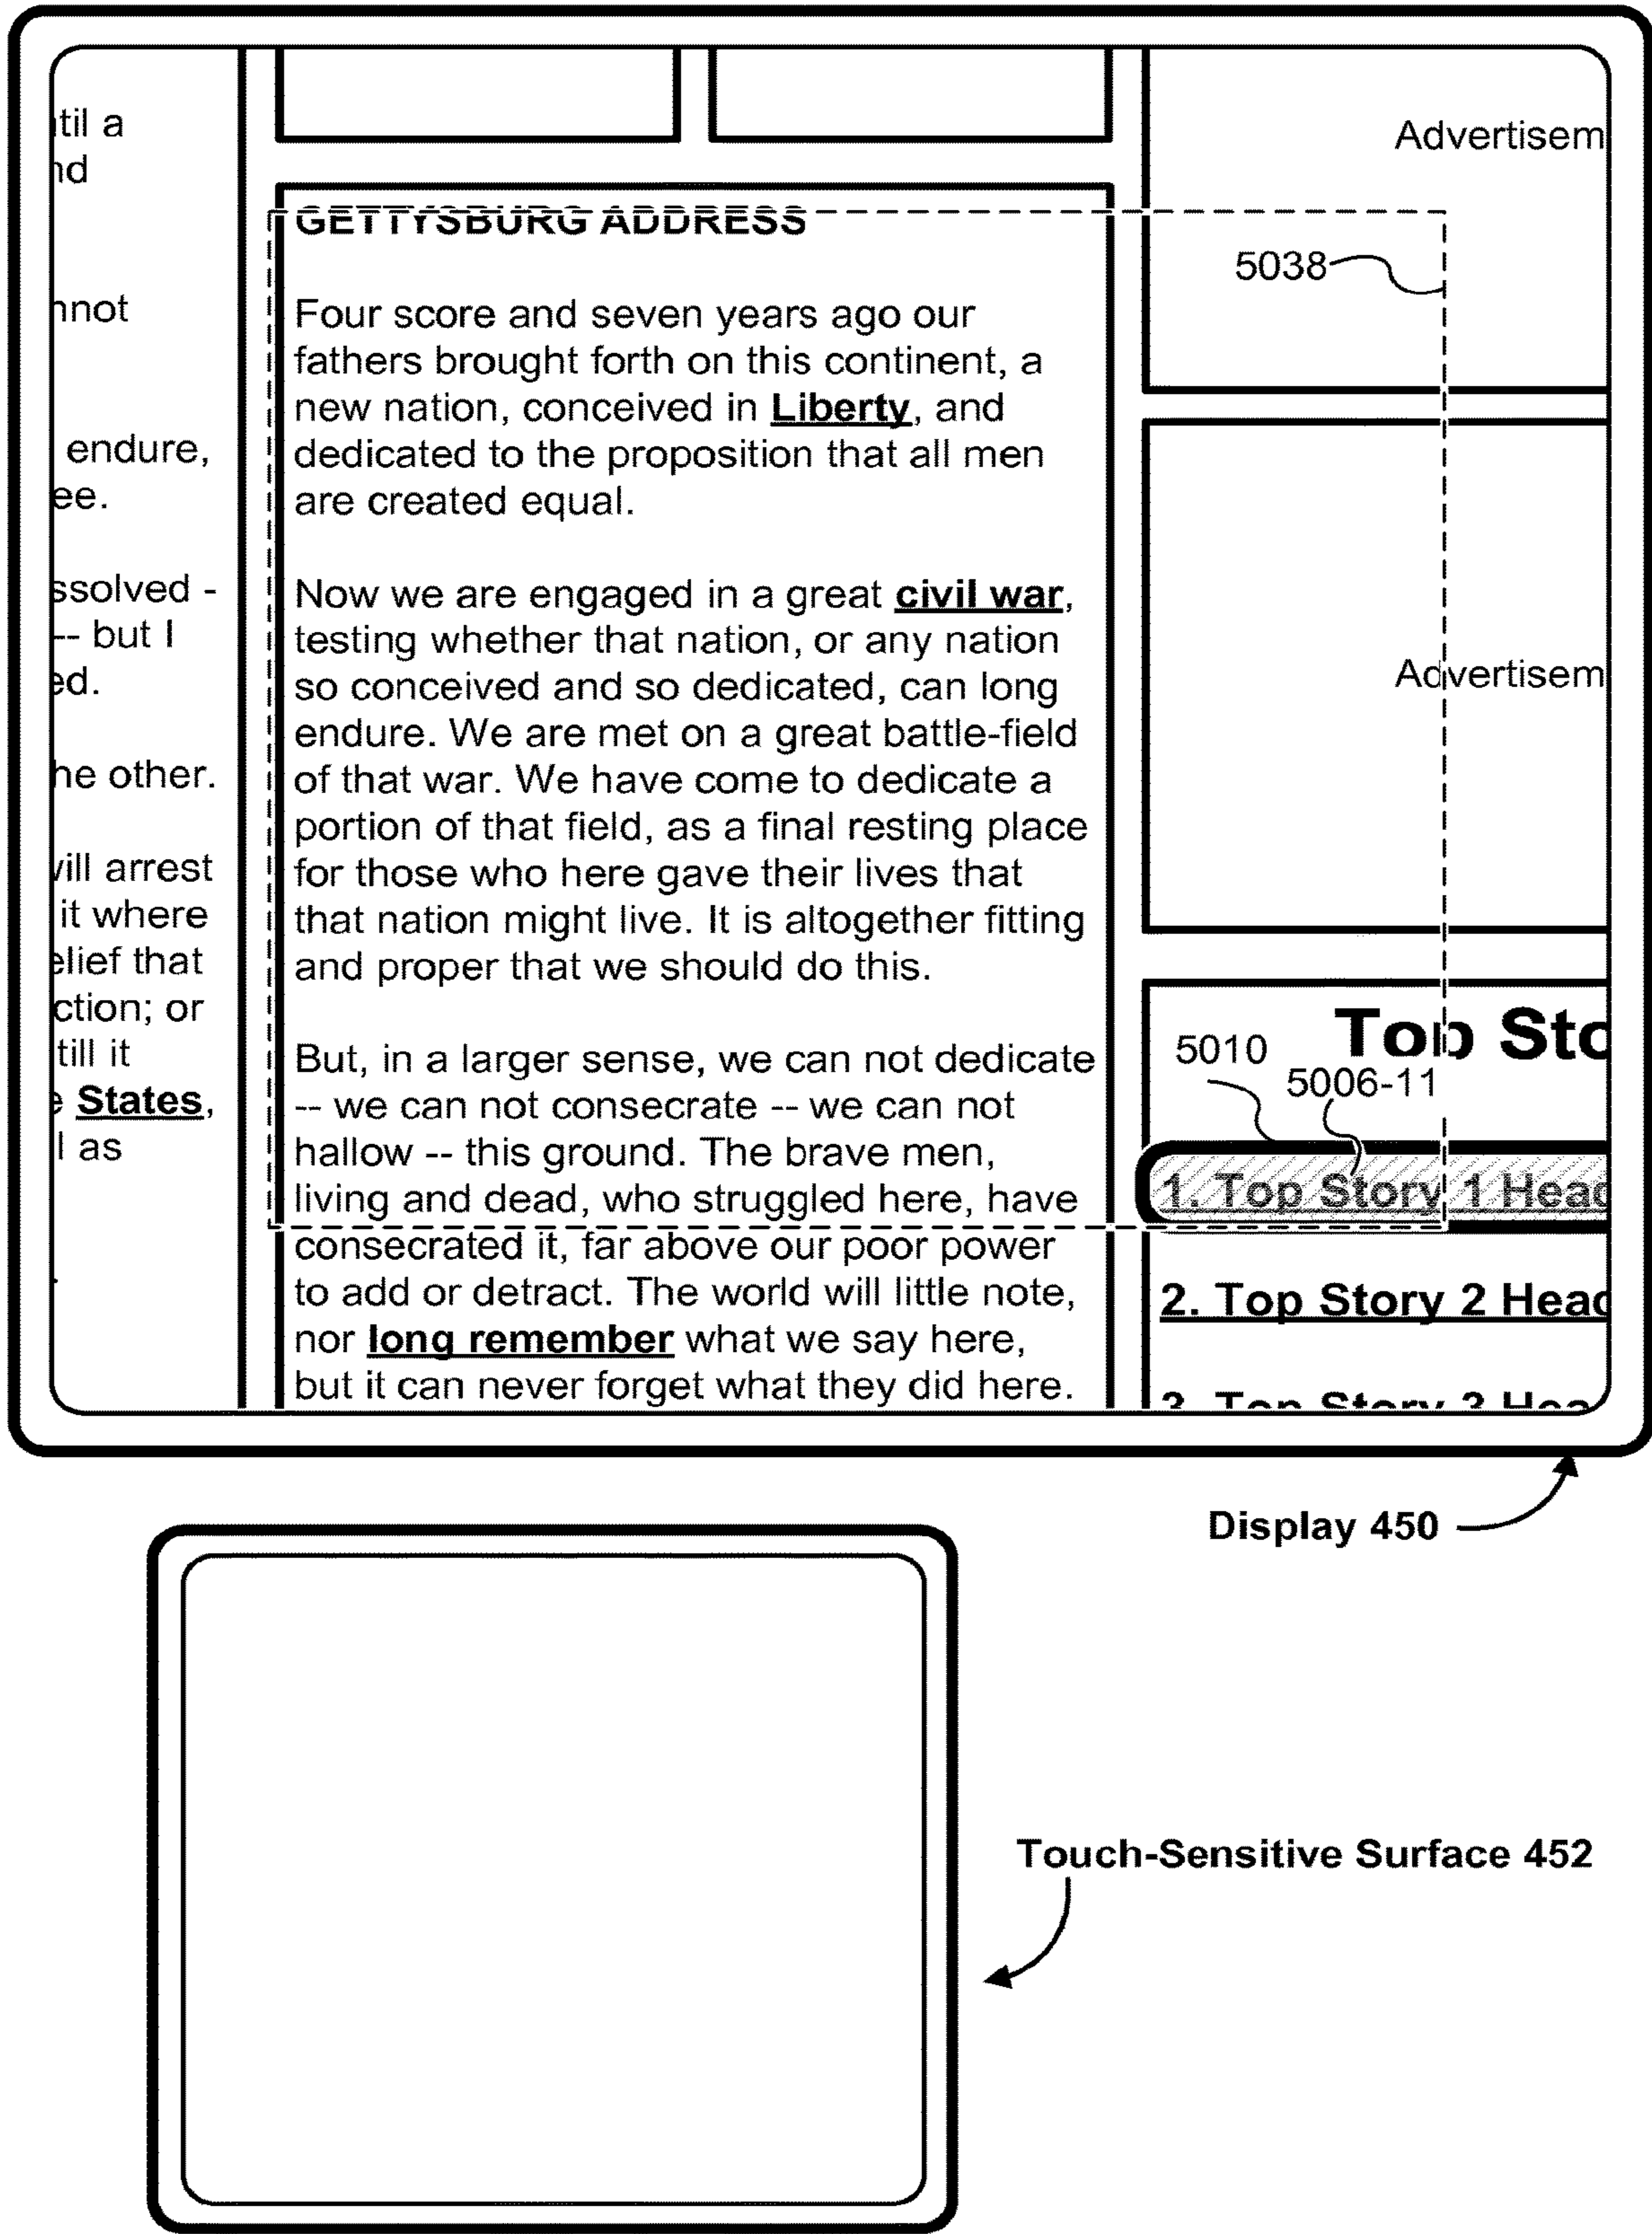 til a
nd
nnot
endure,
ee.
ssolved -
-- but I
ed.
he other.
vill arrest
it where
elief that
ction; or
till it
e States,
l as
.
GETTYSBURG ADDRESS
Four score and seven years ago our
fathers brought forth on this continent, a
new nation, conceived in Liberty, and
dedicated to the proposition that all men
are created equal.
Now we are engaged in a great civil war,
testing whether that nation, or any nation
so conceived and so dedicated, can long
endure. We are met on a great battle-field
of that war. We have come to dedicate a
portion of that field, as a final resting place
for those who here gave their lives that
that nation might live. It is altogether fitting
and proper that we should do this.
But, in a larger sense, we can not dedicate
-- we can not consecrate -- we can not
hallow -- this ground. The brave men,
living and dead, who struggled here, have
consecrated it, far above our poor power
to add or detract. The world will little note,
nor long remember what we say here,
but it can never forget what they did here.
Advertisem
5038
Advertisem
Top Sto
5010
5006-11
1. Top Story 1 Head
2. Top Story 2 Head
3. Top Story 3 Hea
Display 450
Touch-Sensitive Surface 452